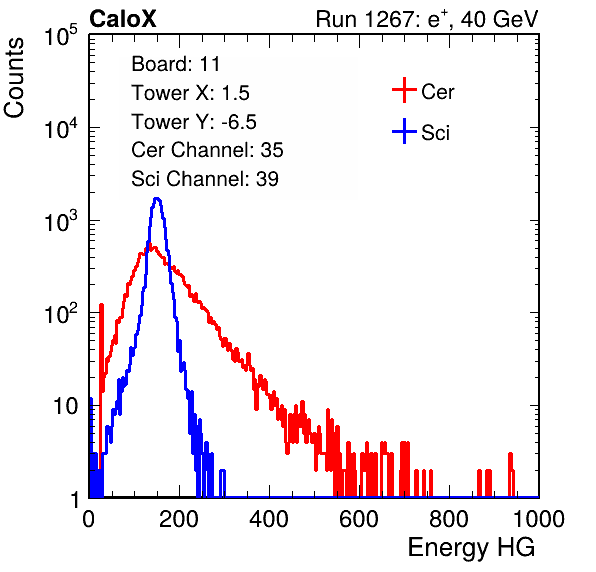 CaloX Run 1267: e⁺, 40 GeV
Counts
10⁵
10⁴
10³
10²
10
1
Board: 11
Tower X: 1.5
Tower Y: -6.5
Cer Channel: 35
Sci Channel: 39
Cer
Sci
0 200 400 600 800 1000
Energy HG